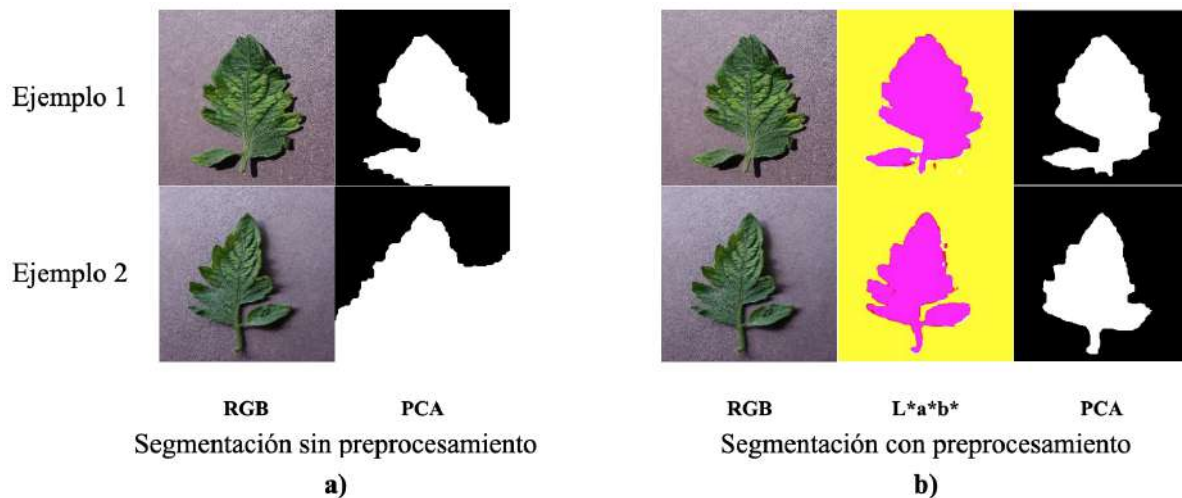 Ejemplo 1
Ejemplo 2
RGB PCA RGB L*a*b* PCA
Segmentación sin preprocesamiento Segmentación con preprocesamiento
a) b)